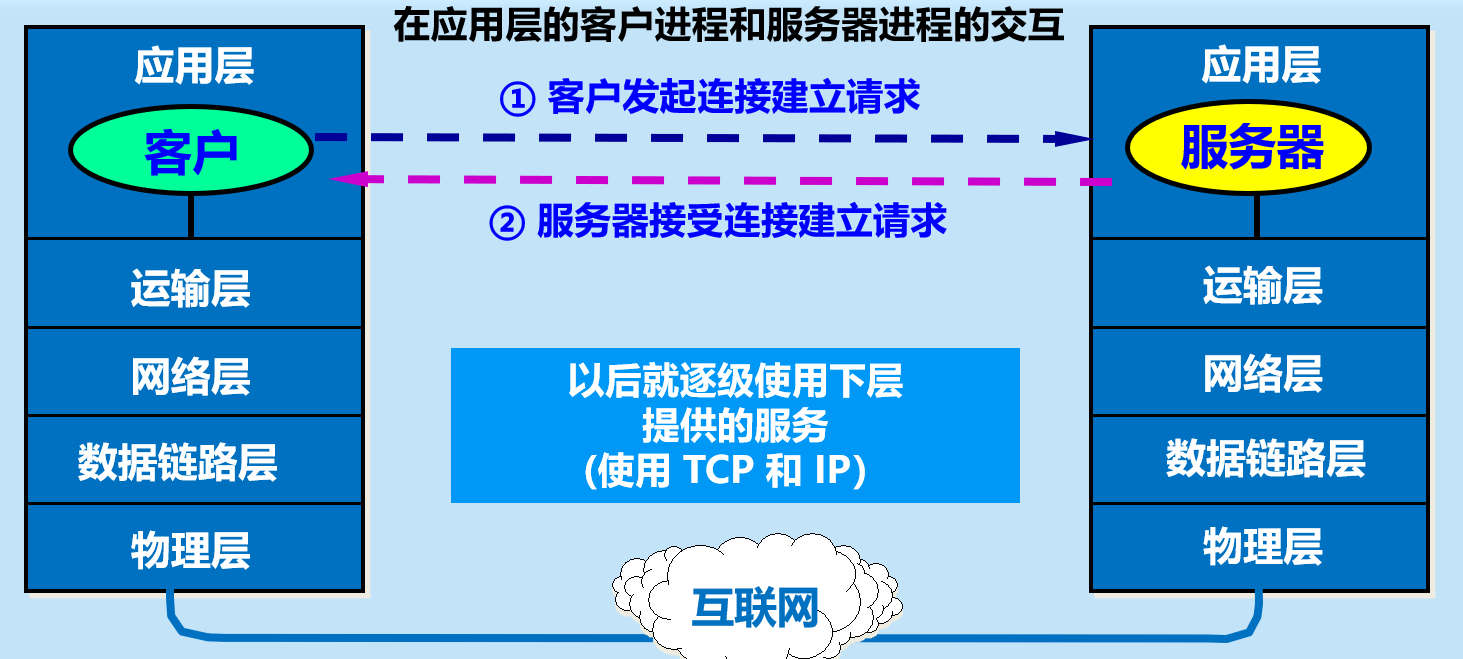 在应用层的客户进程和服务器进程的交互
应用层
客户
运输层
网络层
数据链路层
物理层
① 客户发起连接建立请求
② 服务器接受连接建立请求
以后就逐级使用下层
提供的服务
(使用 TCP 和 IP)
互联网
应用层
服务器
运输层
网络层
数据链路层
物理层